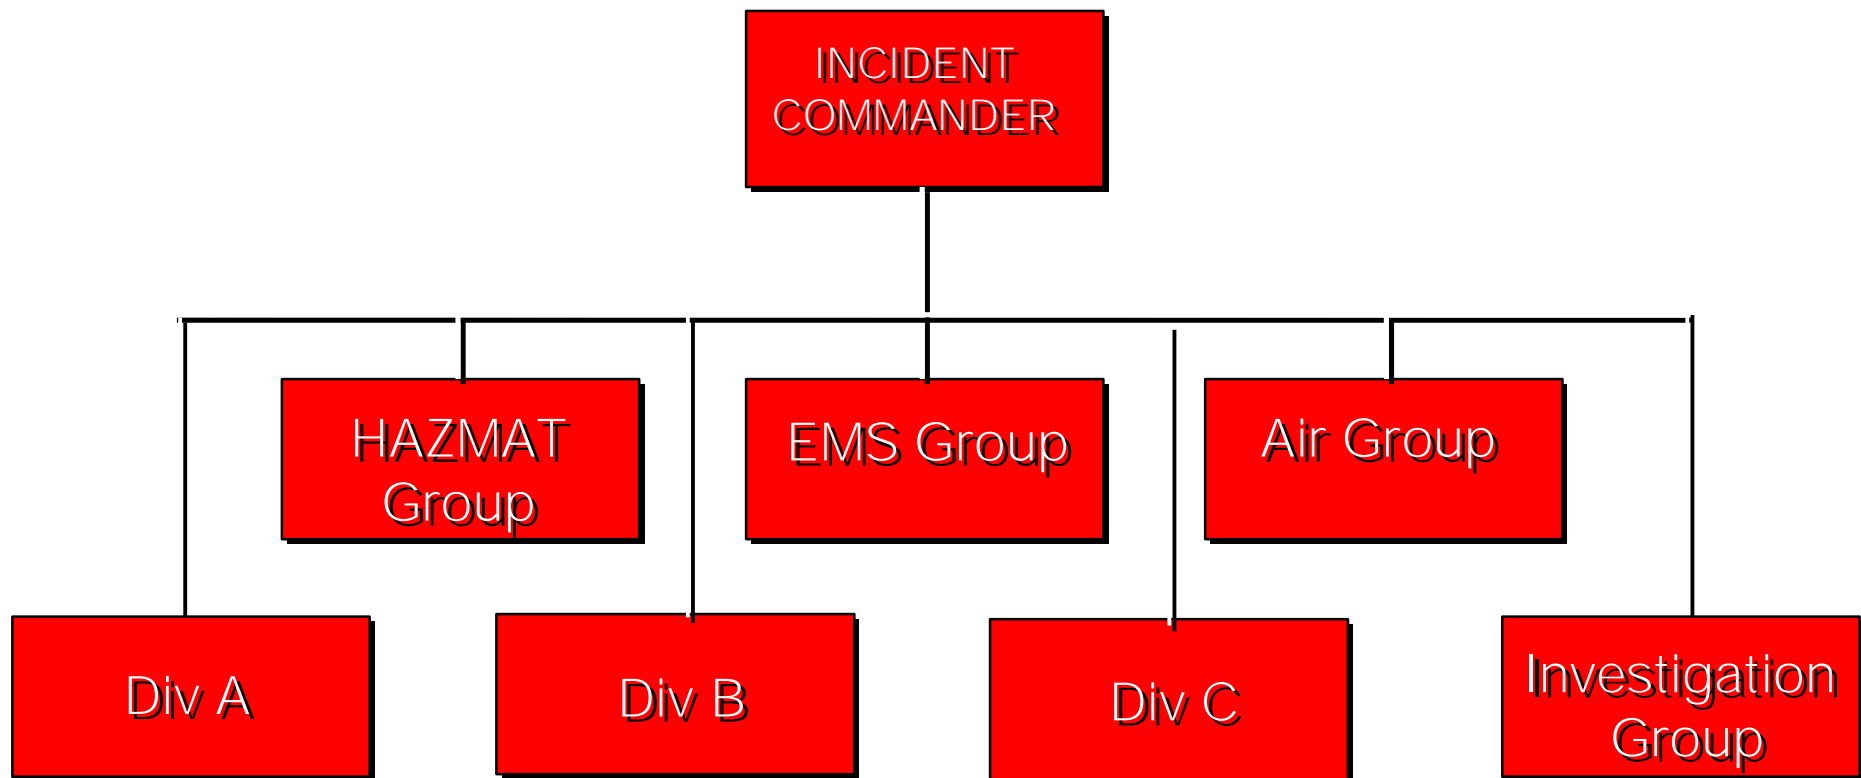 INCIDENT
COMMANDER
HAZMAT
Group
EMS Group
Air Group
Div A
Div B
Div C
Investigation
Group